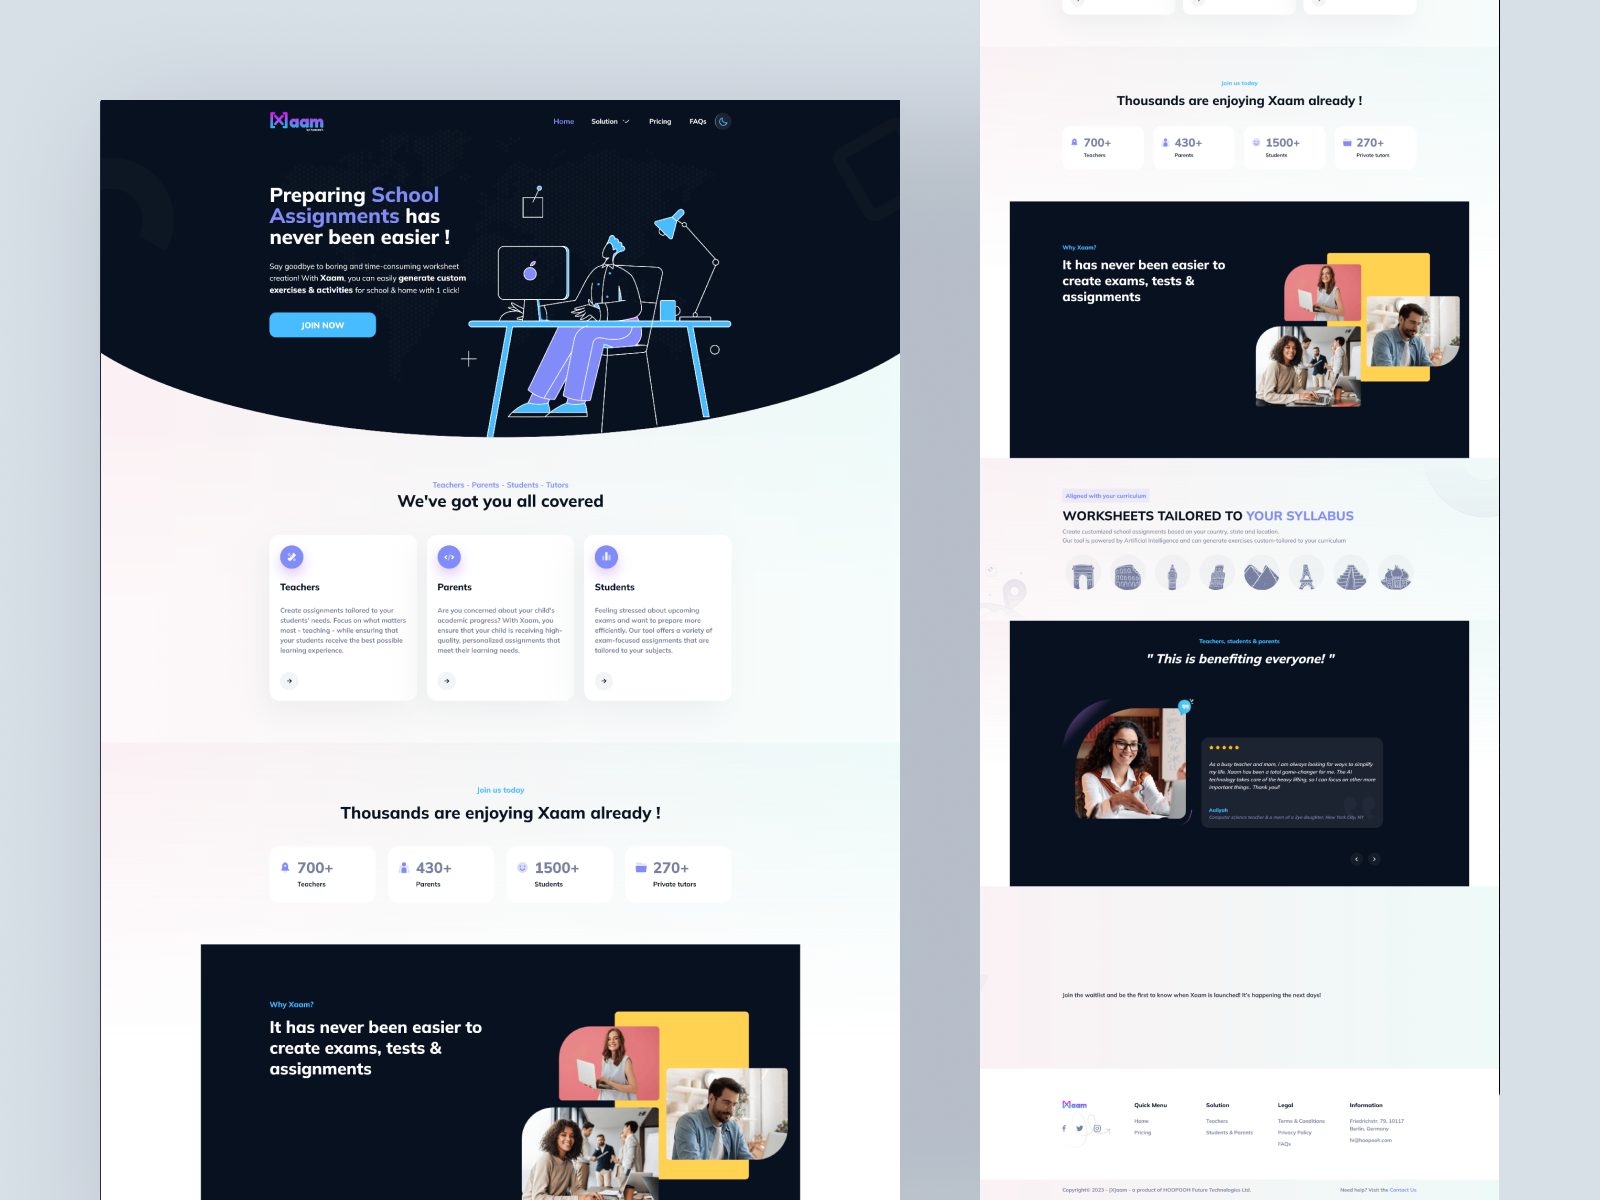 [X]aam
Home
Solution
Pricing
FAQs
Preparing School
Assignments has
never been easier !
Say goodbye to boring and time-consuming worksheet
creation! With Xaam, you can easily generate custom
exercises & activities for school & home with 1 click!
JOIN NOW
Teachers - Parents - Students - Tutors
We've got you all covered
Teachers
Create assignments tailored to your
students' needs. Focus on what matters
most - teaching - while ensuring that
your students receive the best possible
learning experience.
Parents
Are you concerned about your child's
academic progress? With Xaam, you
ensure that your child is receiving high-
quality, personalized assignments that
meet their learning needs.
Students
Feeling stressed about upcoming
exams and want to prepare more
efficiently. Our tool offers a variety of
exam-focused assignments that are
tailored to your subjects.
Join us today
Thousands are enjoying Xaam already !
700+
Teachers
430+
Parents
1500+
Students
270+
Private tutors
Why Xaam?
It has never been easier to
create exams, tests &
assignments
Join us today
Thousands are enjoying Xaam already !
700+
Teachers
430+
Parents
1500+
Students
270+
Private tutors
Why Xaam?
It has never been easier to
create exams, tests &
assignments
Aligned with your curriculum
WORKSHEETS TAILORED TO YOUR SYLLABUS
Create customized school assignments based on your country, state and location.
Our tool is powered by Artificial Intelligence and can generate exercises custom-tailored to your curriculum
Teachers, students & parents
" This is benefiting everyone! "
As a busy teacher and mom, I am always looking for ways to simplify
my life. Xaam has been a total game-changer for me. The AI
technology takes care of the heavy lifting, so I can focus on other more
important things.. Thank you!!
Aaliyah
Computer science teacher & a mom of a 2yo daughter, New York City, NY
Join the waitlist and be the first to know when Xaam is launched! It's happening the next days!
[X]aam
Quick Menu
Home
Pricing
Solution
Teachers
Students & Parents
Legal
Terms & Conditions
Privacy Policy
FAQs
Information
Friedrichstr. 79, 10117
Berlin, Germany
hi@hoopooh.com
Copyright© 2023 - [X]aam - a product of HOOPOOH Future Technologies Ltd.
Need help? Visit the Contact Us